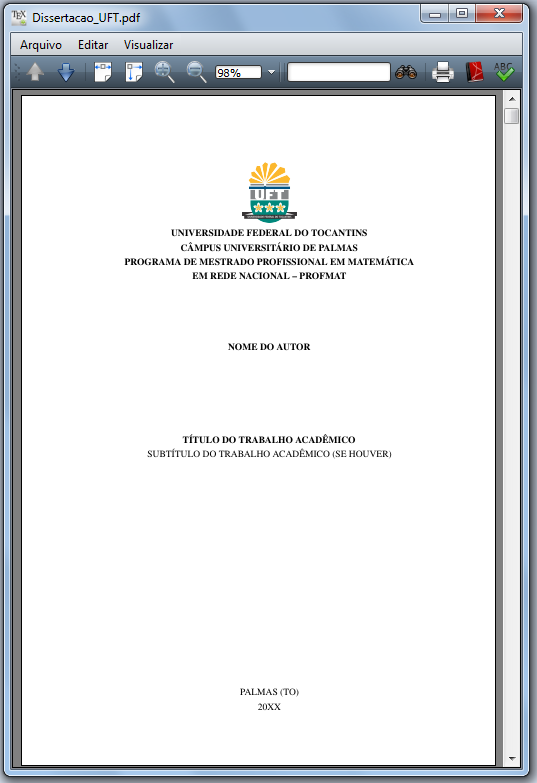 Dissertacao_UFT.pdf
Arquivo Editar Visualizar
98%
ABC
UFT
UNIVERSIDADE FEDERAL DO TOCANTINS
CÂMPUS UNIVERSITÁRIO DE PALMAS
PROGRAMA DE MESTRADO PROFISSIONAL EM MATEMÁTICA
EM REDE NACIONAL – PROFMAT
NOME DO AUTOR
TÍTULO DO TRABALHO ACADÊMICO
SUBTÍTULO DO TRABALHO ACADÊMICO (SE HOUVER)
PALMAS (TO)
20XX